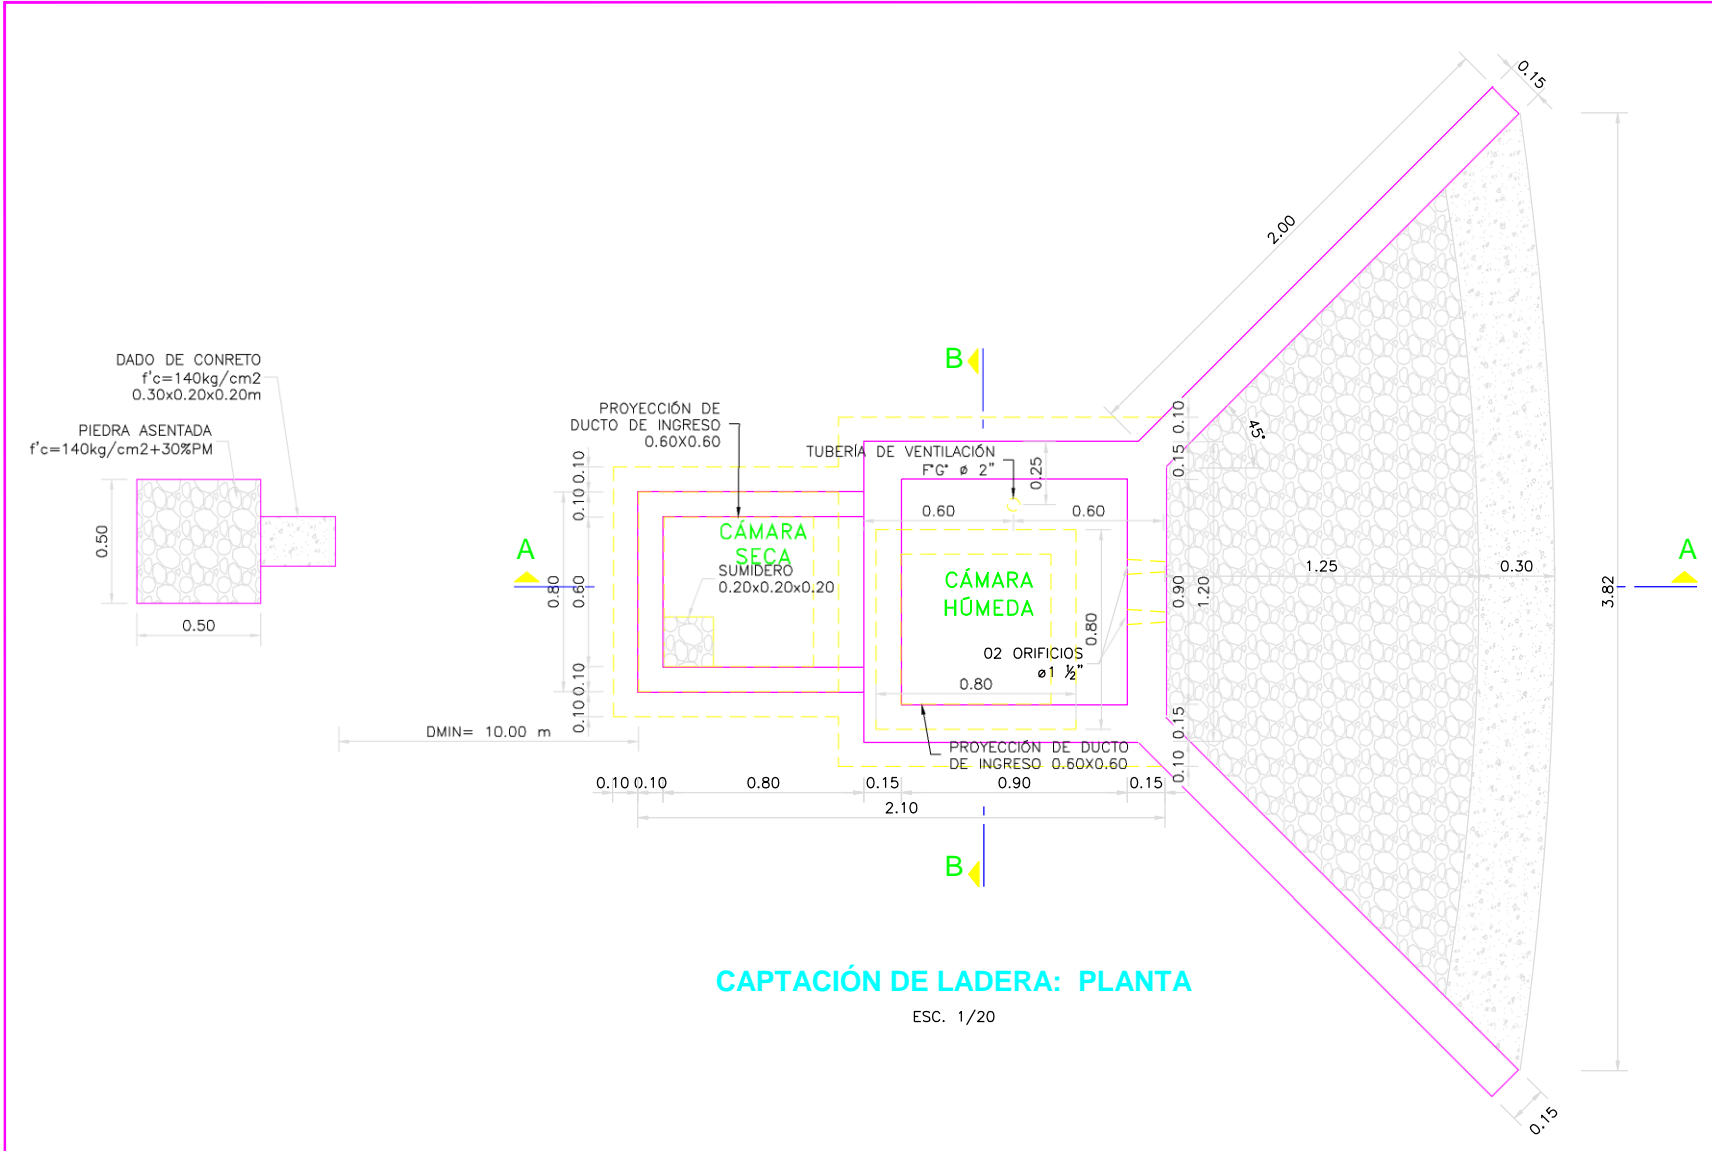 0.15
2.00
3.82
B
DADO DE CONRETO
f'c=140kg/cm2
0.30x0.20x0.20m
PIEDRA ASENTADA
f'c=140kg/cm2+30%PM
0.50
0.50
PROYECCIÓN DE
DUCTO DE INGRESO
0.60X0.60
TUBERÍA DE VENTILACIÓN
F°G° ø 2"
0.25
0.60
0.60
0.10
0.15
45°
0.10
0.10
0.80
0.60
0.10
0.10
CÁMARA
SECA
SUMIDERO
0.20x0.20x0.20
A
CÁMARA
HÚMEDA
0.80
0.80
02 ORIFICIOS
ø1 ½"
0.90
1.20
1.25
0.30
A
0.15
0.10
PROYECCIÓN DE DUCTO
DE INGRESO 0.60X0.60
DMIN= 10.00 m
0.10
0.10
0.80
0.15
0.90
0.15
2.10
B
CAPTACIÓN DE LADERA: PLANTA
ESC. 1/20
0.15